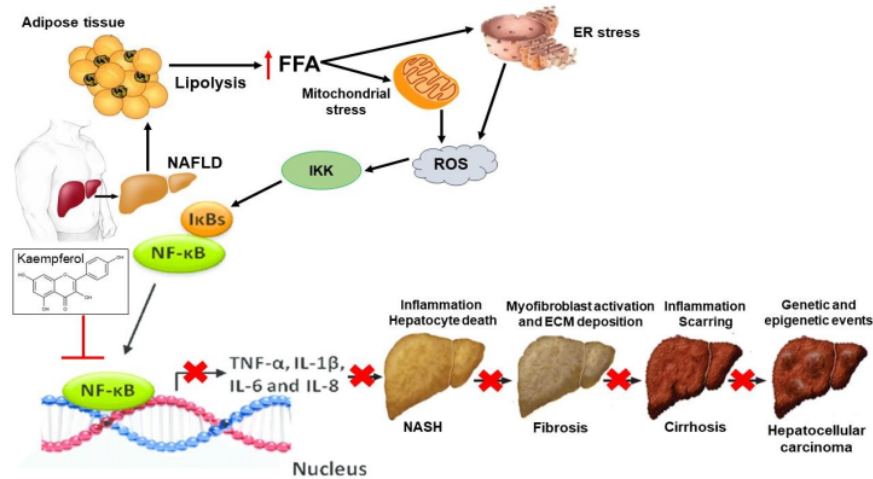 Adipose tissue
Lipolysis
FFA
ER stress
Mitochondrial
stress
NAFLD
ROS
IKK
IκBs
NF-κB
Kaempferol
HO
O
OH
OH
OH
O
NF-κB
TNF-α, IL-1β,
IL-6 and IL-8
Nucleus
Inflammation
Hepatocyte death
NASH
Myofibroblast activation
and ECM deposition
Fibrosis
Inflammation
Scarring
Cirrhosis
Genetic and
epigenetic events
Hepatocellular
carcinoma